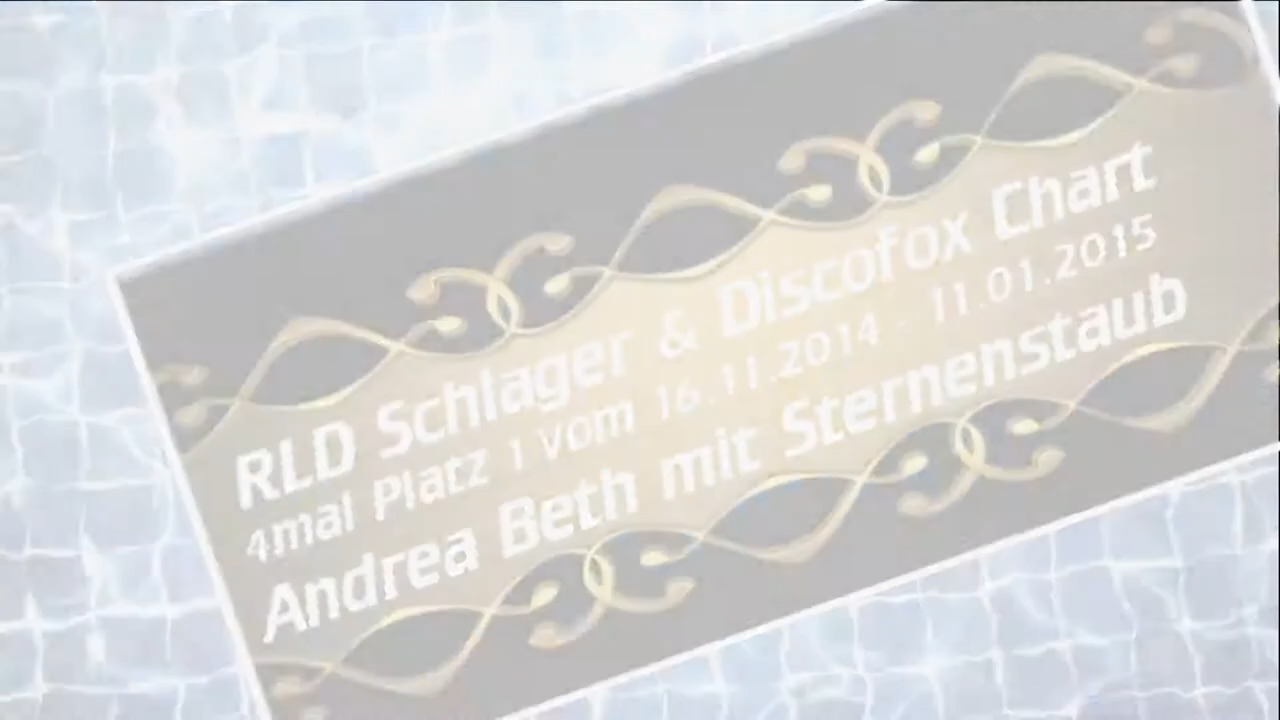 RLD Schlager & Discofox Chart
4mal Platz 1 vom 16.11.2014 - 11.01.2015
Andrea Beth mit Sternenstaub